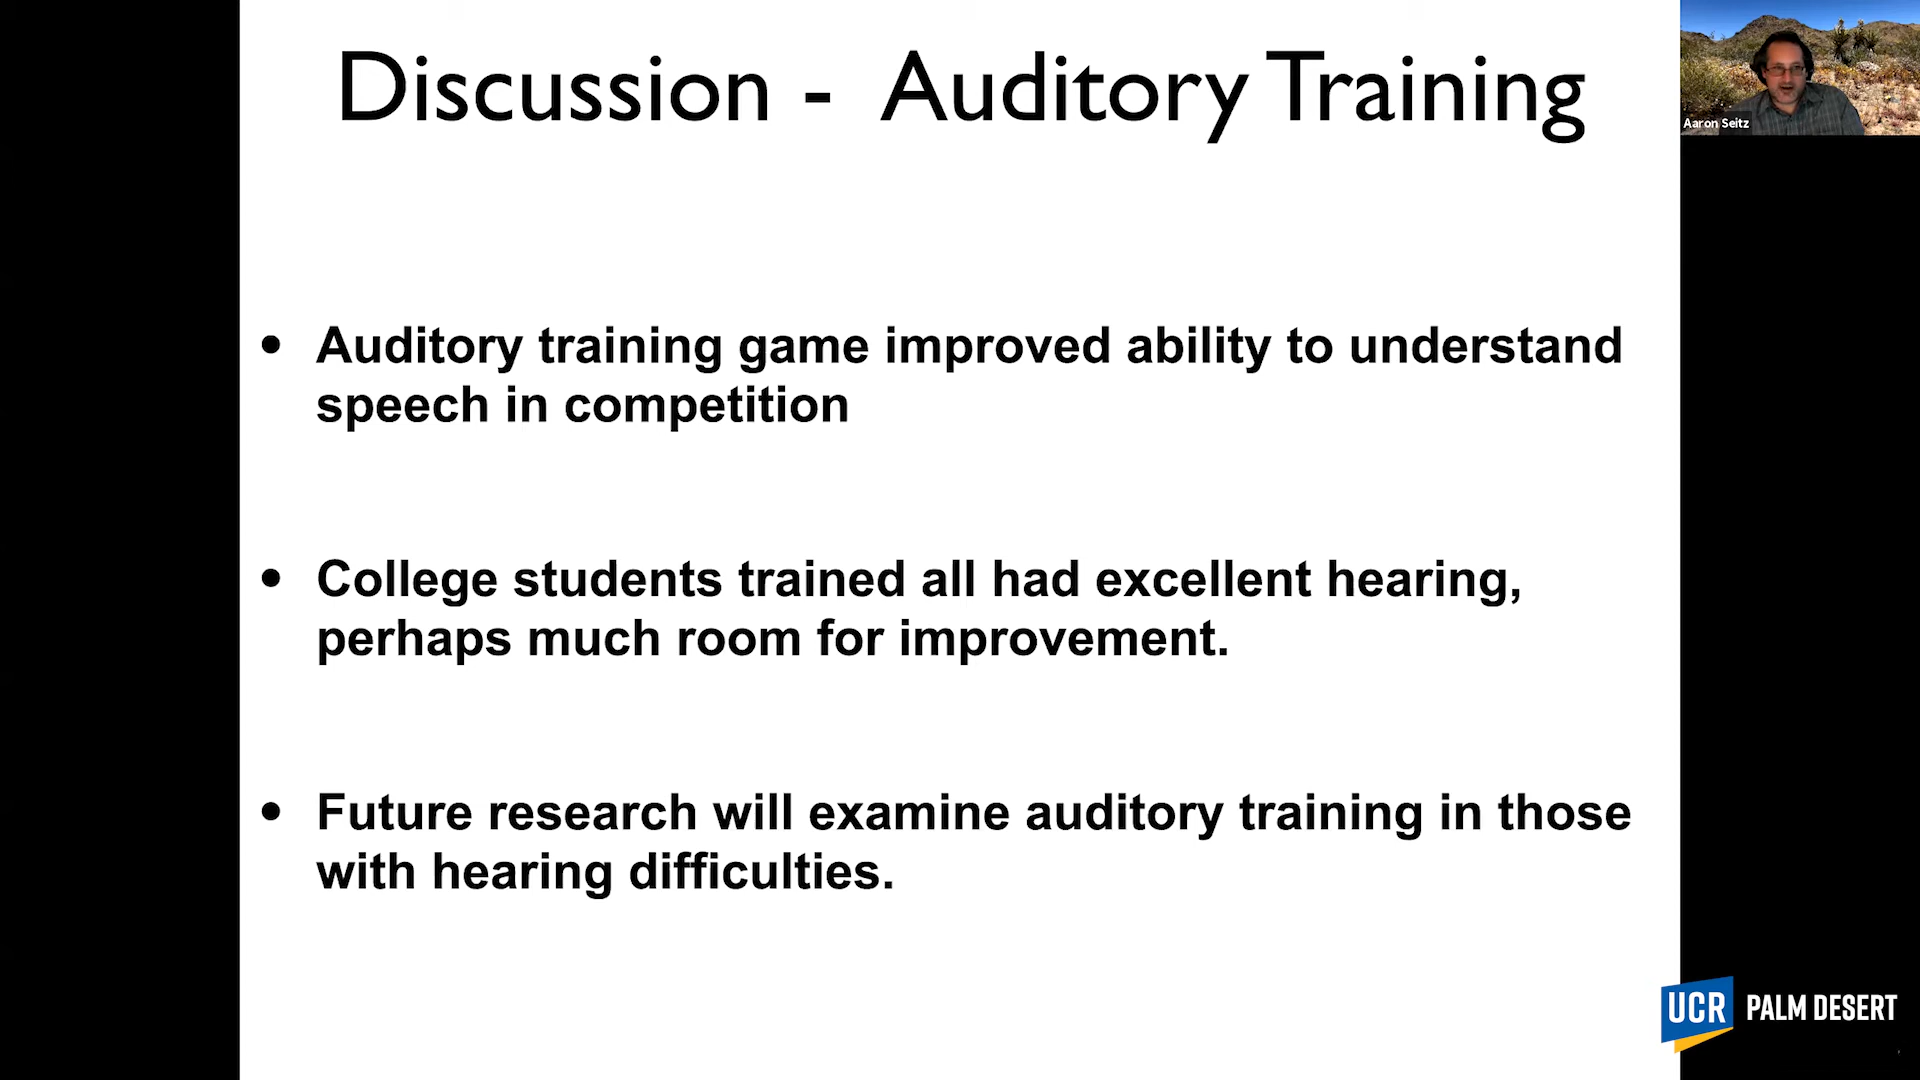 Discussion - Auditory Training
Aaron Seitz
• Auditory training game improved ability to understand
speech in competition
• College students trained all had excellent hearing,
perhaps much room for improvement.
• Future research will examine auditory training in those
with hearing difficulties.
UCR PALM DESERT